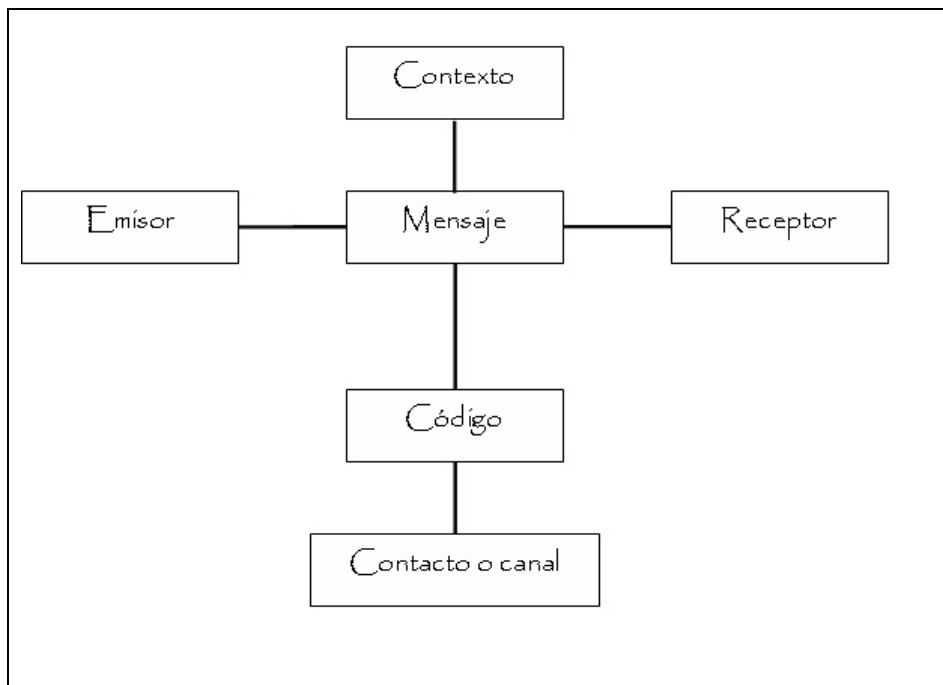 Contexto
Emisor
Mensaje
Receptor
Código
Contacto o canal